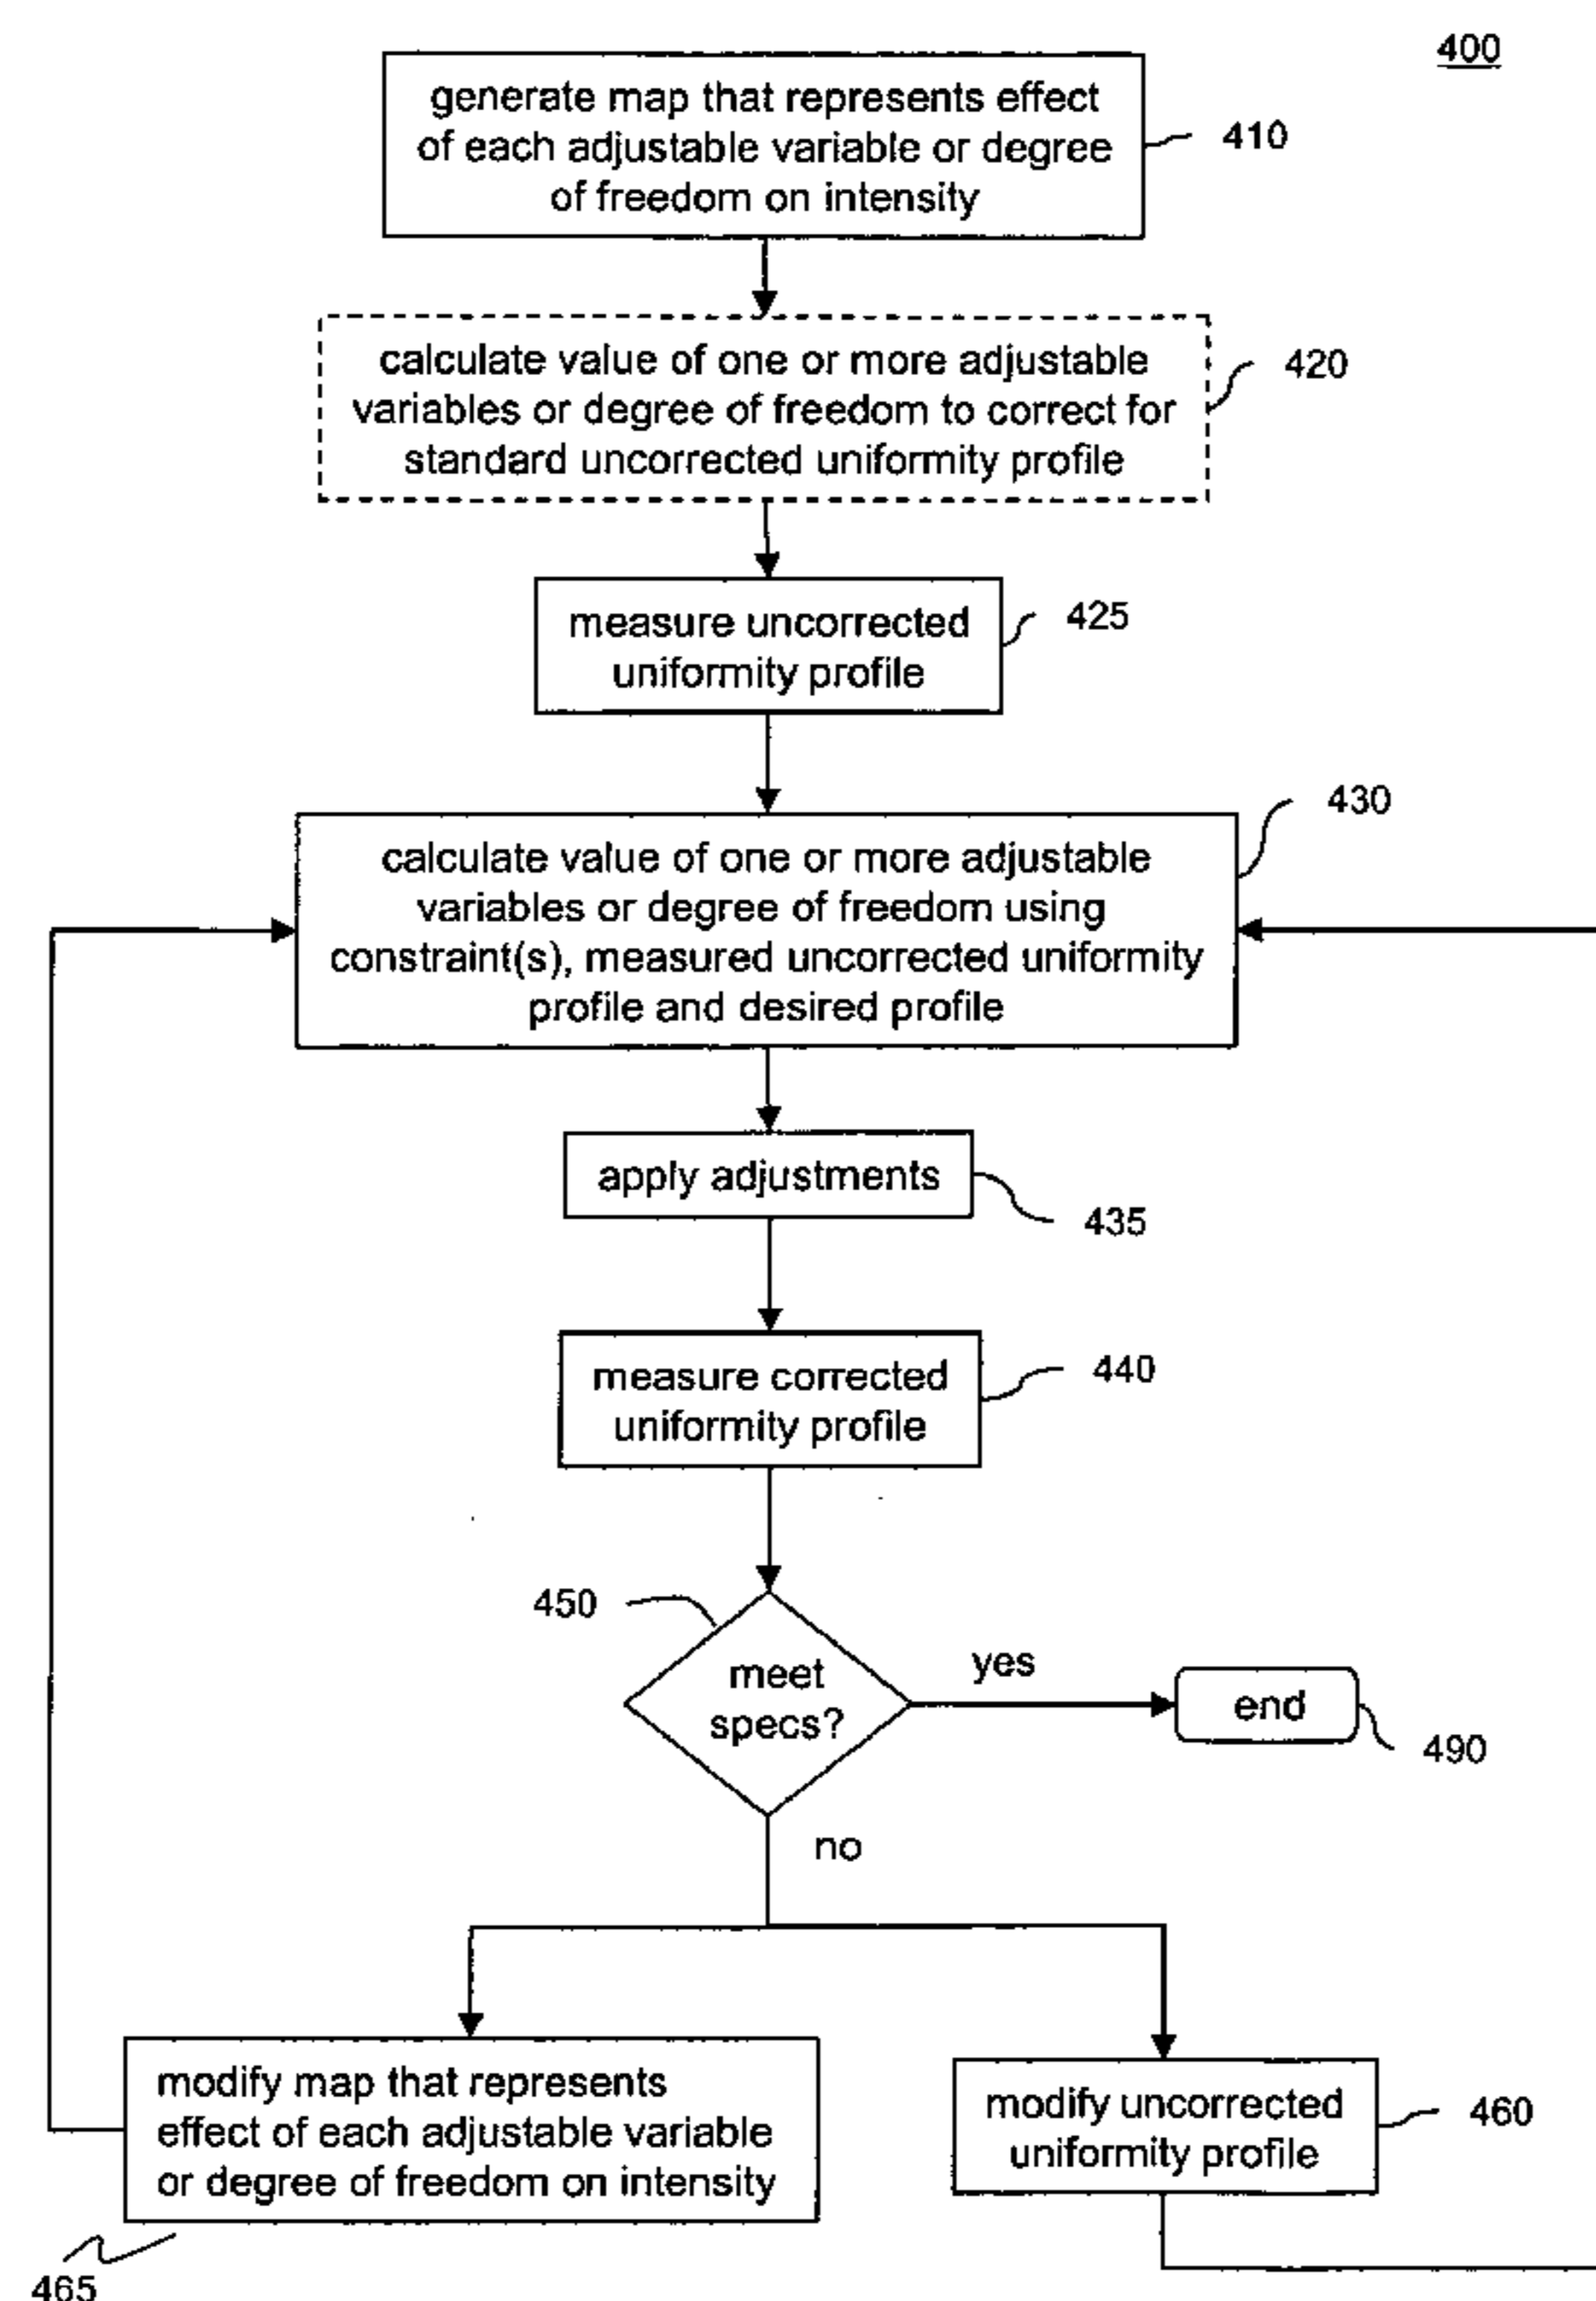 400
generate map that represents effect
of each adjustable variable or degree
of freedom on intensity
410
calculate value of one or more adjustable
variables or degree of freedom to correct for
standard uncorrected uniformity profile
420
measure uncorrected
uniformity profile
425
calculate value of one or more adjustable
variables or degree of freedom using
constraint(s), measured uncorrected uniformity
profile and desired profile
430
apply adjustments
435
measure corrected
uniformity profile
440
450
meet
specs?
yes
end
490
no
modify map that represents
effect of each adjustable variable
or degree of freedom on intensity
465
modify uncorrected
uniformity profile
460